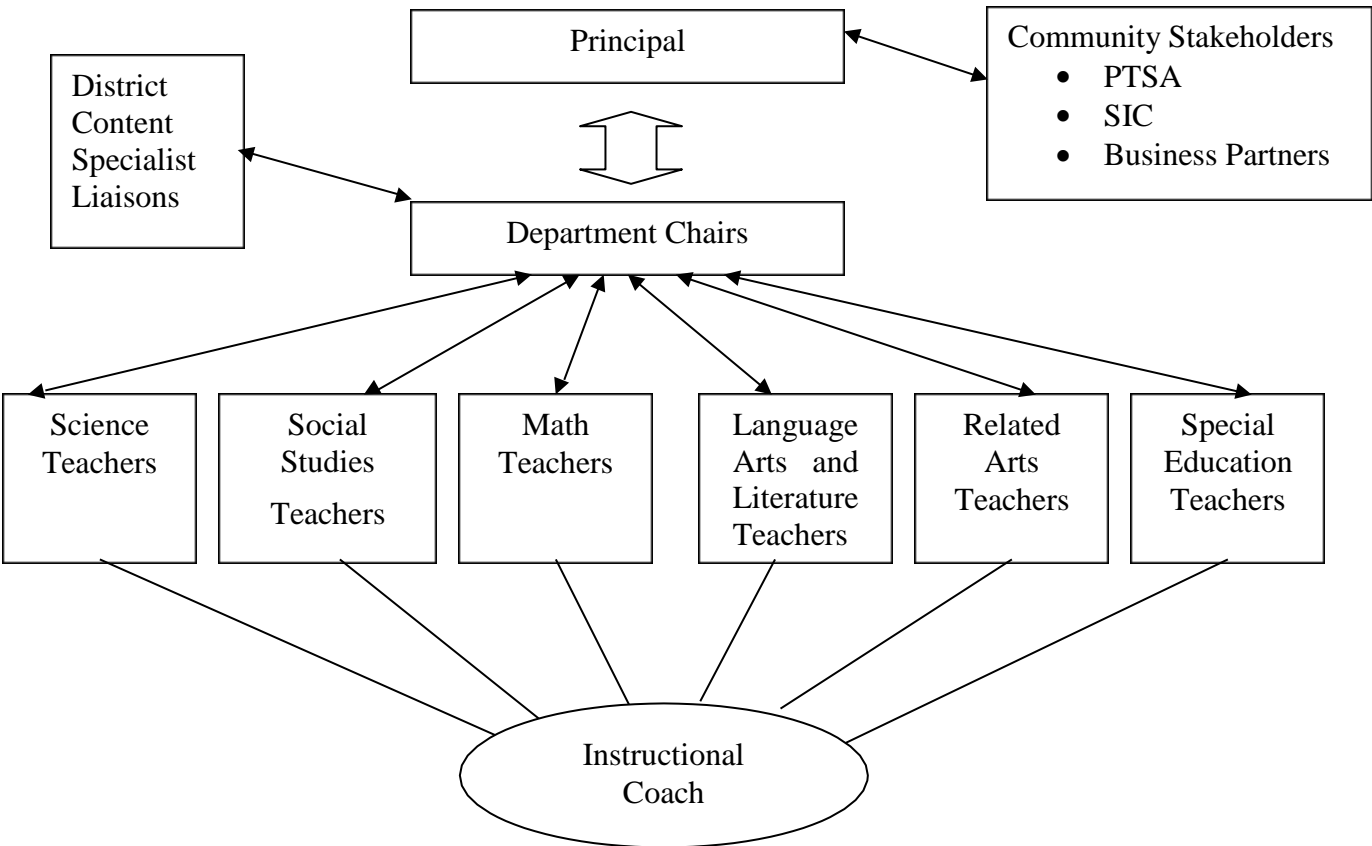 Principal
Community Stakeholders
• PTSA
• SIC
• Business Partners
District
Content
Specialist
Liaisons
Department Chairs
Science
Teachers
Social
Studies
Teachers
Math
Teachers
Language
Arts and
Literature
Teachers
Related
Arts
Teachers
Special
Education
Teachers
Instructional
Coach